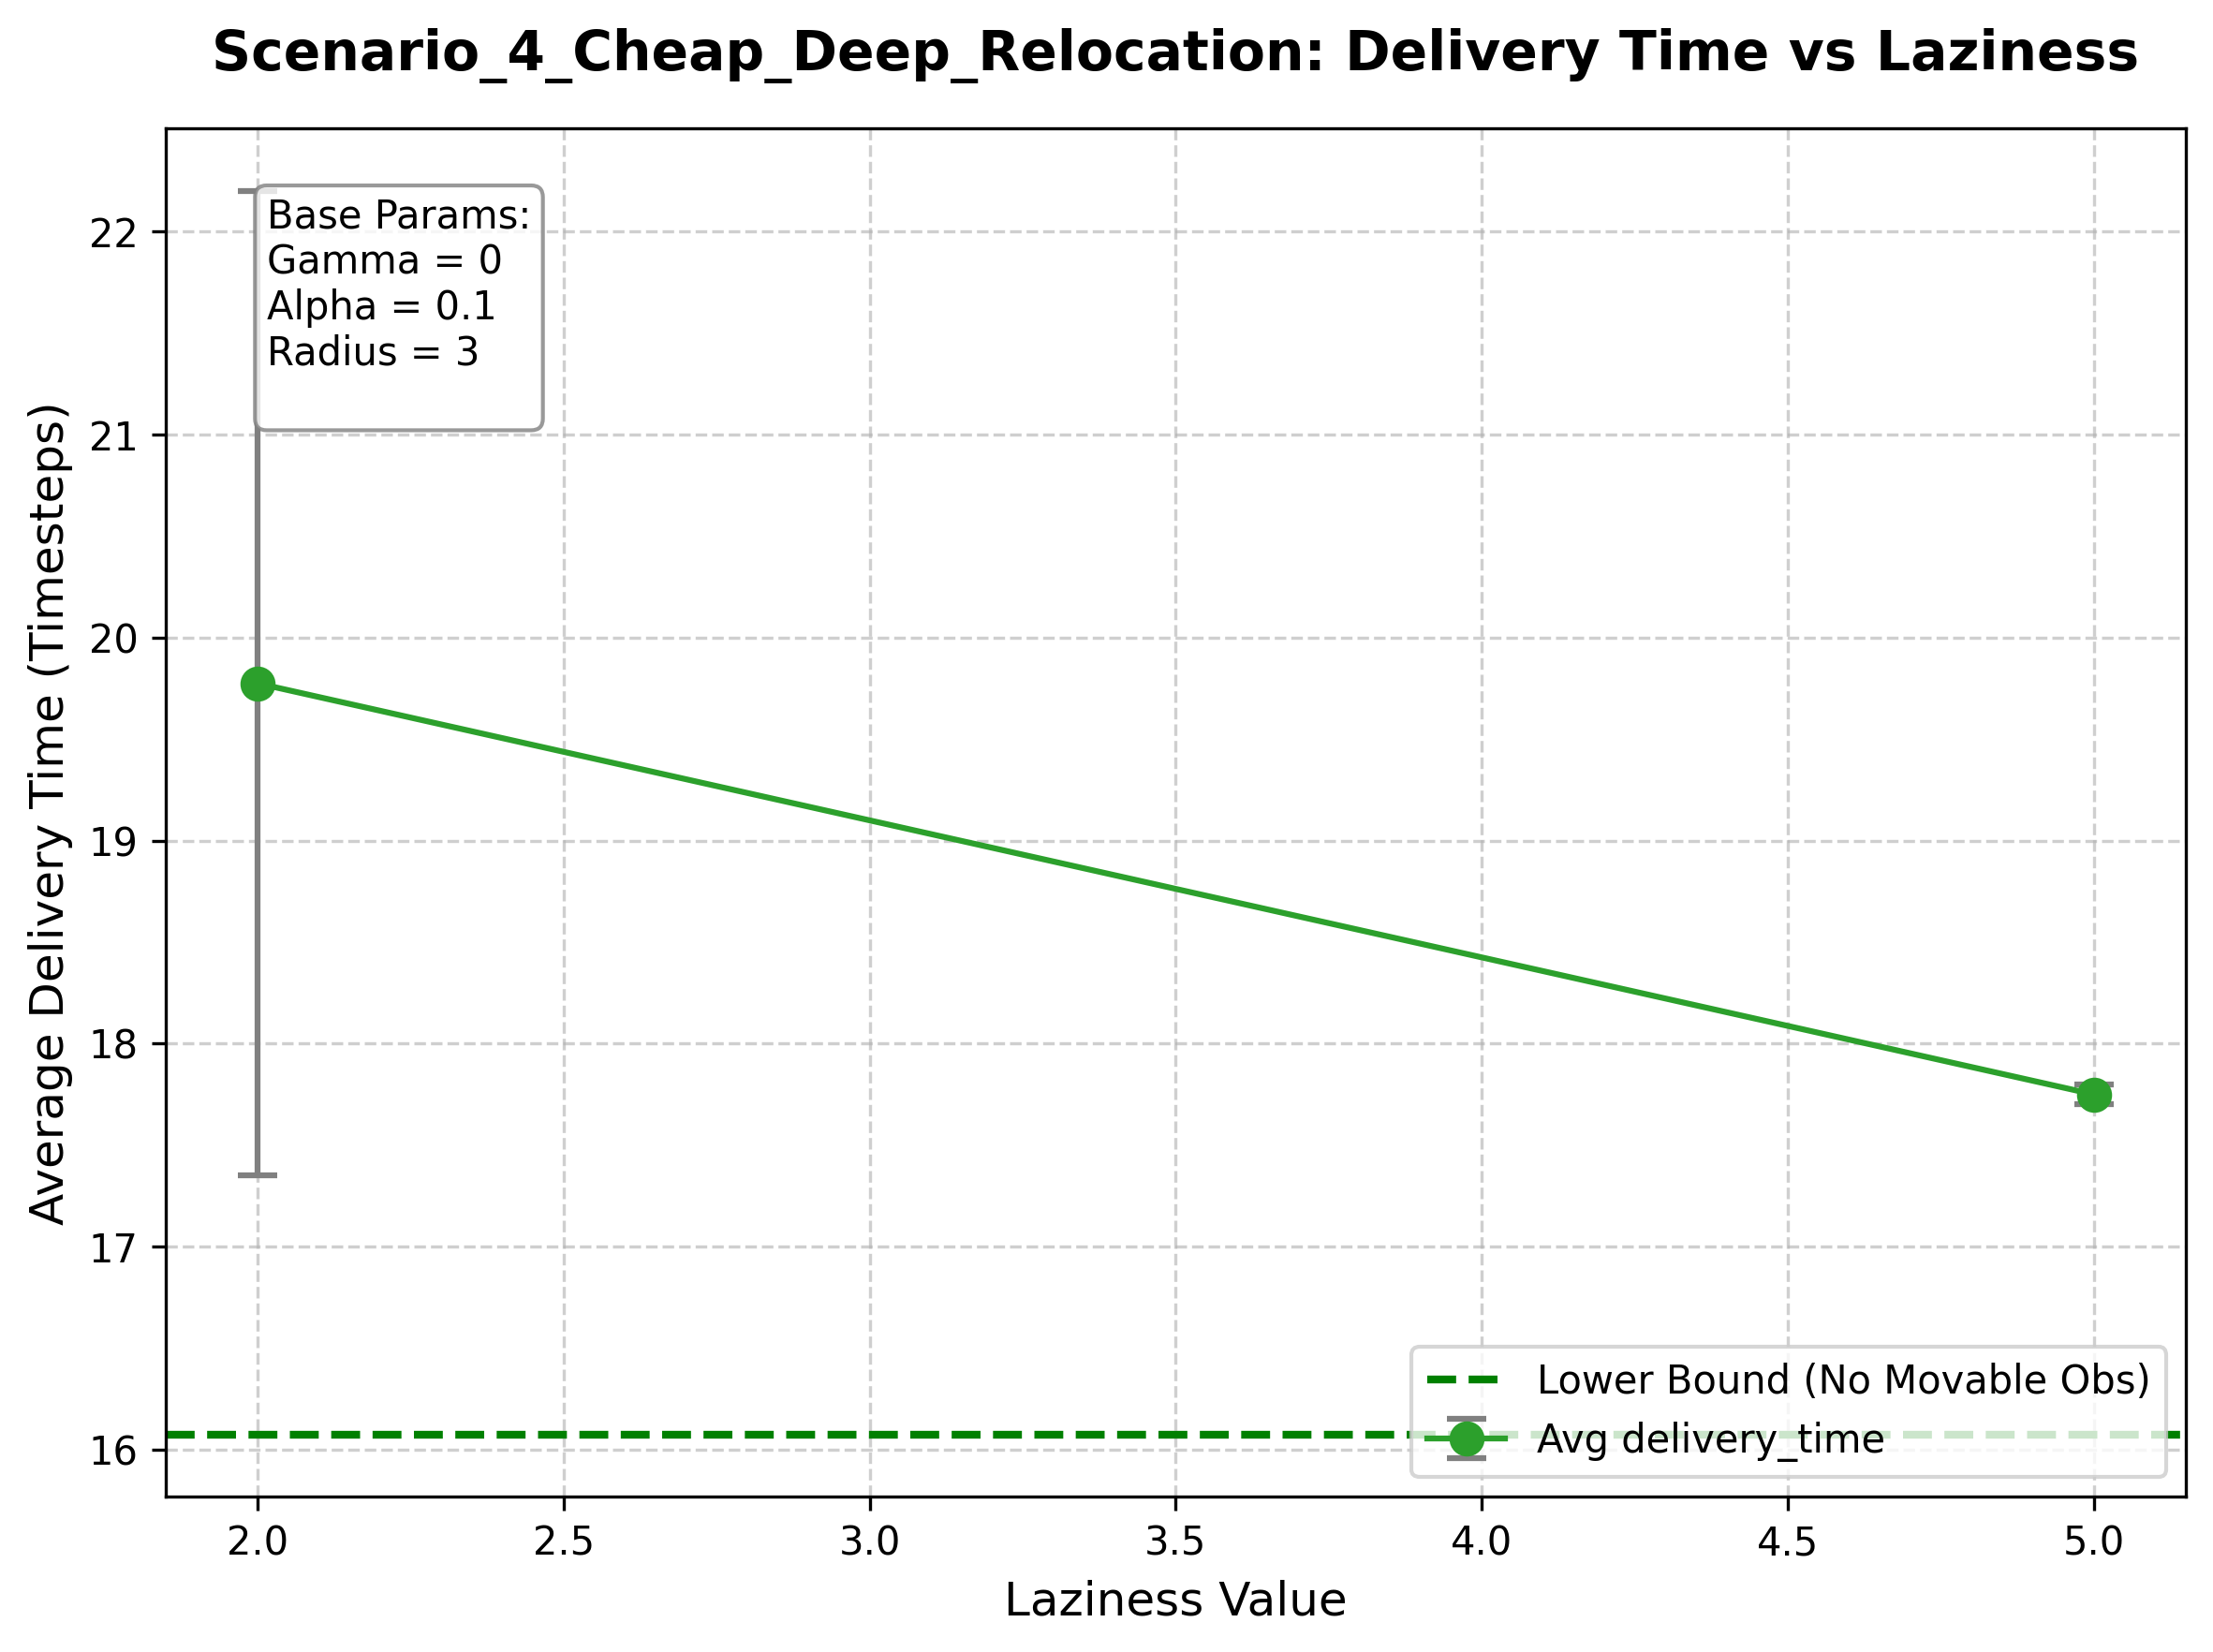 Scenario_4_Cheap_Deep_Relocation: Delivery Time vs Laziness
Average Delivery Time (Timesteps)
22
21
20
19
18
17
16
Base Params:
Gamma = 0
Alpha = 0.1
Radius = 3
Lower Bound (No Movable Obs)
Avg delivery_time
2.0 2.5 3.0 3.5 4.0 4.5 5.0
Laziness Value